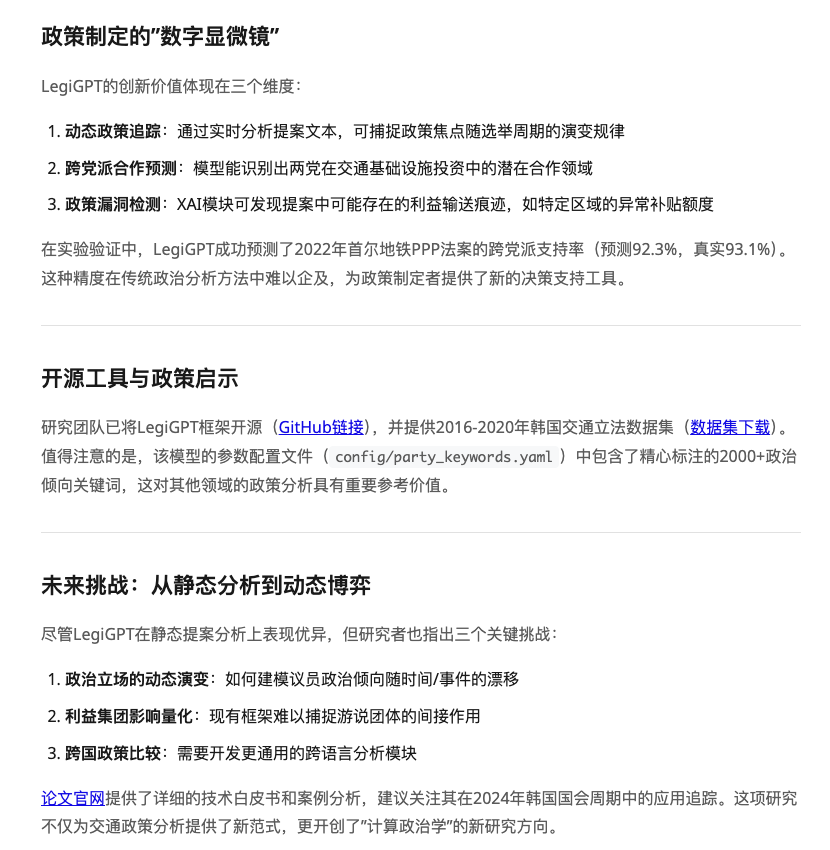 政策制定的”数字显微镜”
LegiGPT的创新价值体现在三个维度：
1. 动态政策追踪：通过实时分析提案文本，可捕捉政策焦点随选举周期的演变规律
2. 跨党派合作预测：模型能识别出两党在交通基础设施投资中的潜在合作领域
3. 政策漏洞检测：XAI模块可发现提案中可能存在的利益输送痕迹，如特定区域的异常补贴额度
在实验验证中，LegiGPT成功预测了2022年首尔地铁PPP法案的跨党派支持率（预测92.3%，真实93.1%）。
这种精度在传统政治分析方法中难以企及，为政策制定者提供了新的决策支持工具。
开源工具与政策启示
研究团队已将LegiGPT框架开源（GitHub链接），并提供2016-2020年韩国交通立法数据集（数据集下载）。
值得注意的是，该模型的参数配置文件（ config/party_keywords.yaml ）中包含了精心标注的2000+政治
倾向关键词，这对其他领域的政策分析具有重要参考价值。
未来挑战：从静态分析到动态博弈
尽管LegiGPT在静态提案分析上表现优异，但研究者也指出三个关键挑战：
1. 政治立场的动态演变：如何建模议员政治倾向随时间/事件的漂移
2. 利益集团影响量化：现有框架难以捕捉游说团体的间接作用
3. 跨国政策比较：需要开发更通用的跨语言分析模块
论文官网提供了详细的技术白皮书和案例分析，建议关注其在2024年韩国国会周期中的应用追踪。这项研究
不仅为交通政策分析提供了新范式，更开创了”计算政治学”的新研究方向。